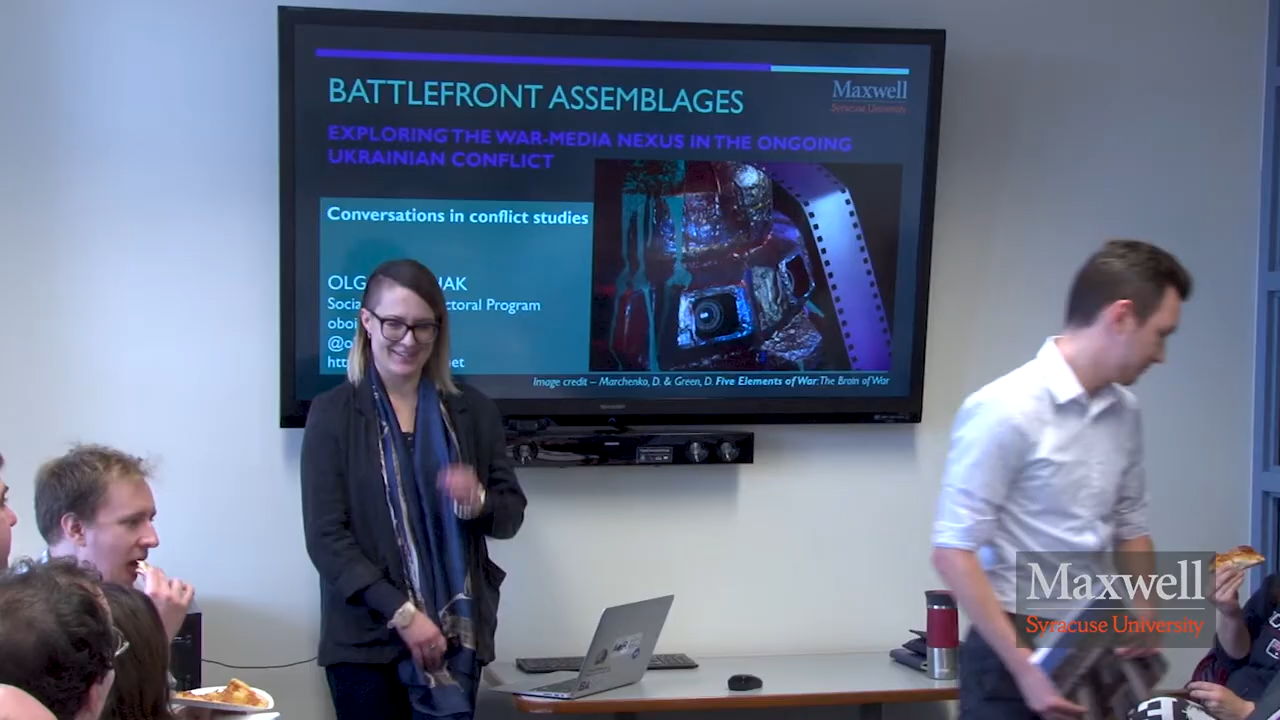 BATTLEFRONT ASSEMBLAGES
Maxwell
Syracuse University
EXPLORING THE WAR-MEDIA NEXUS IN THE ONGOING
UKRAINIAN CONFLICT
Conversations in conflict studies
Program
Image credit – Marchenko, D. & Green, D. Five Elements of War: The Brain of War
Maxwell
Syracuse University